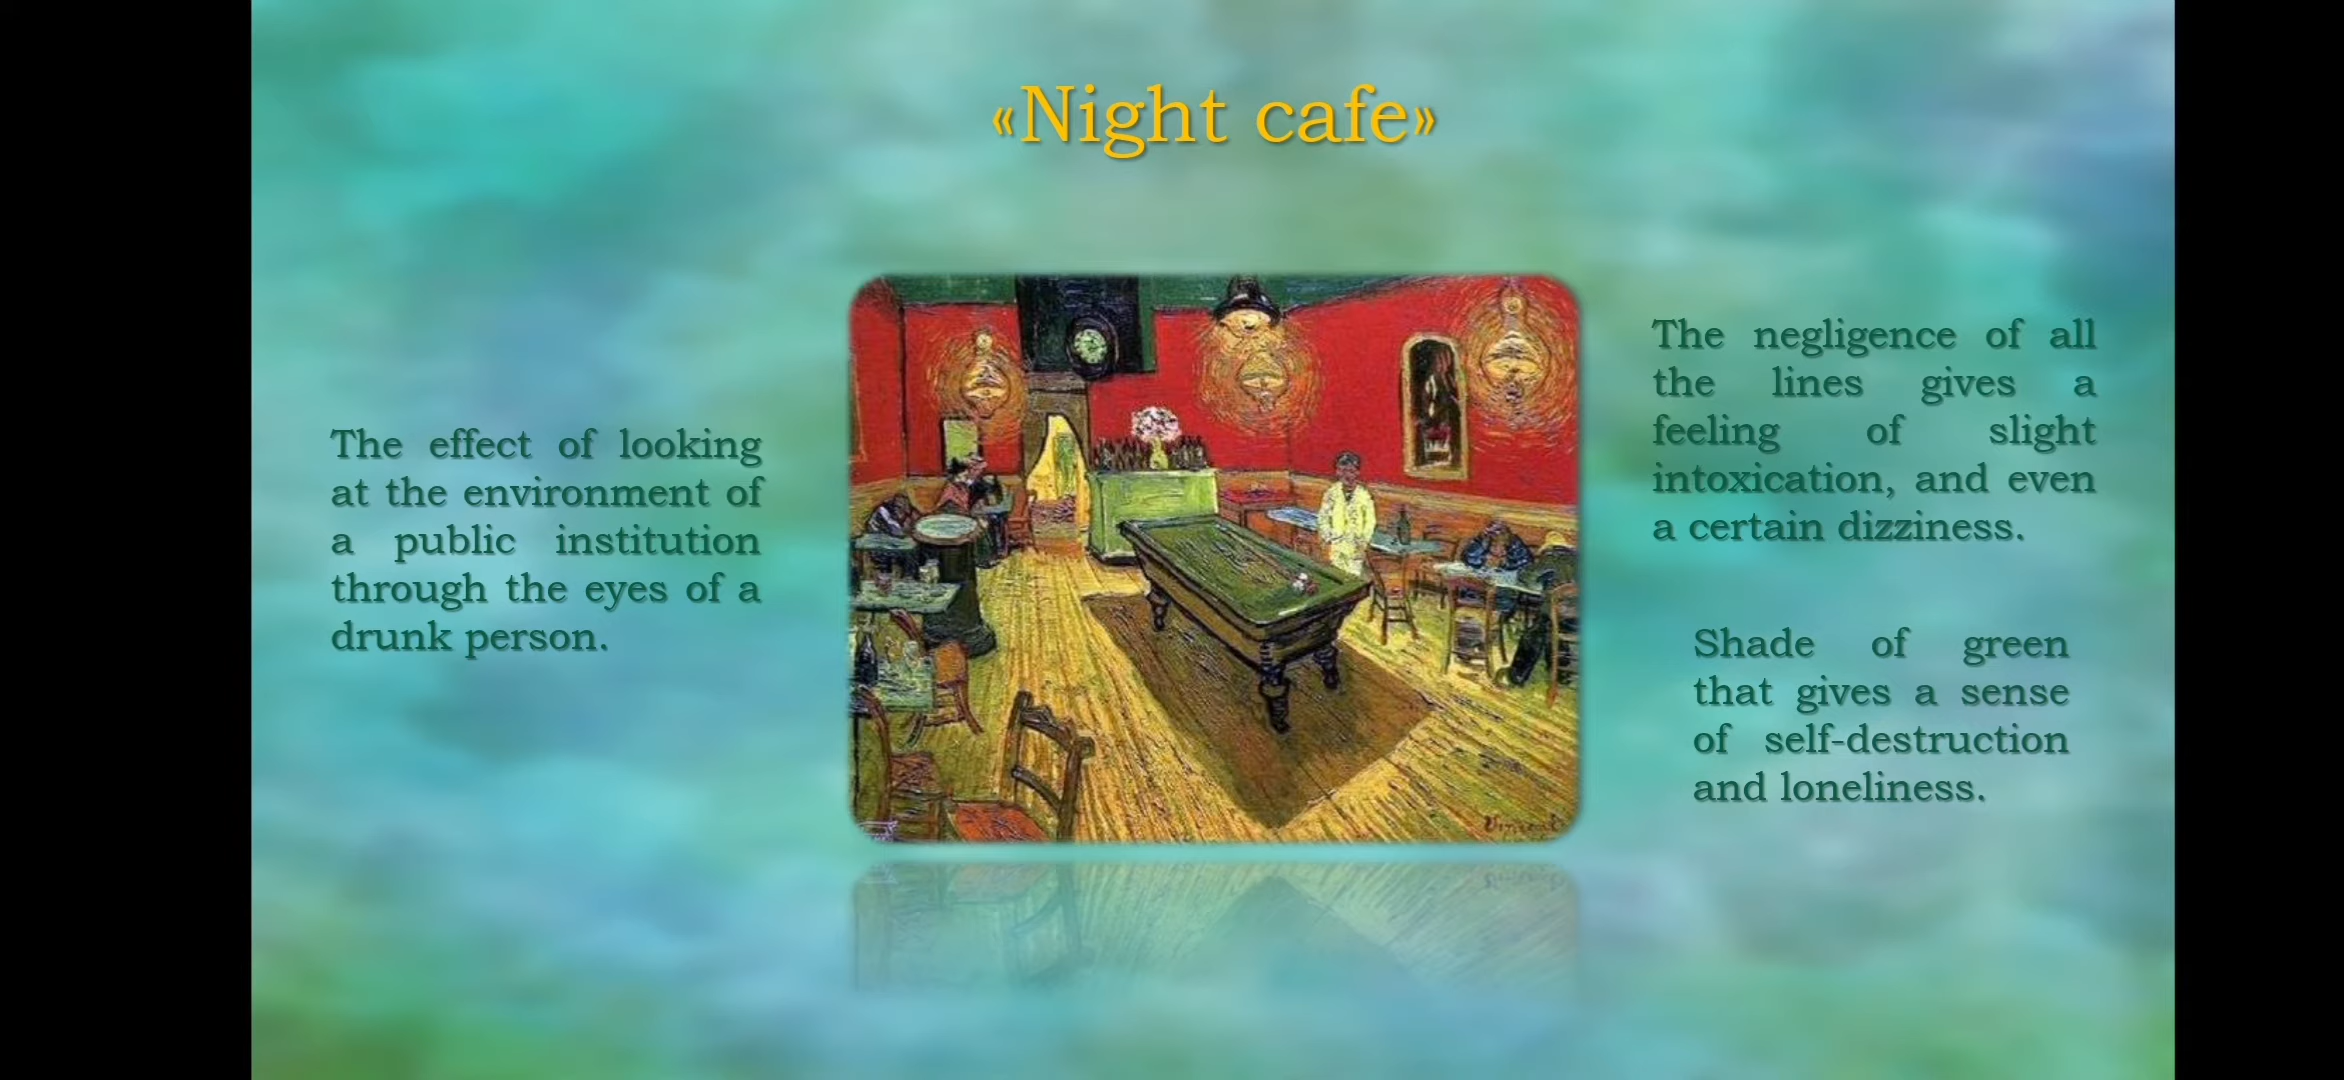 «Night cafe»
The effect of looking
at the environment of
a public institution
through the eyes of a
drunk person.
The negligence of all
the lines gives a
feeling of slight
intoxication, and even
a certain dizziness.
Shade of green
that gives a sense
of self-destruction
and loneliness.
Vincent